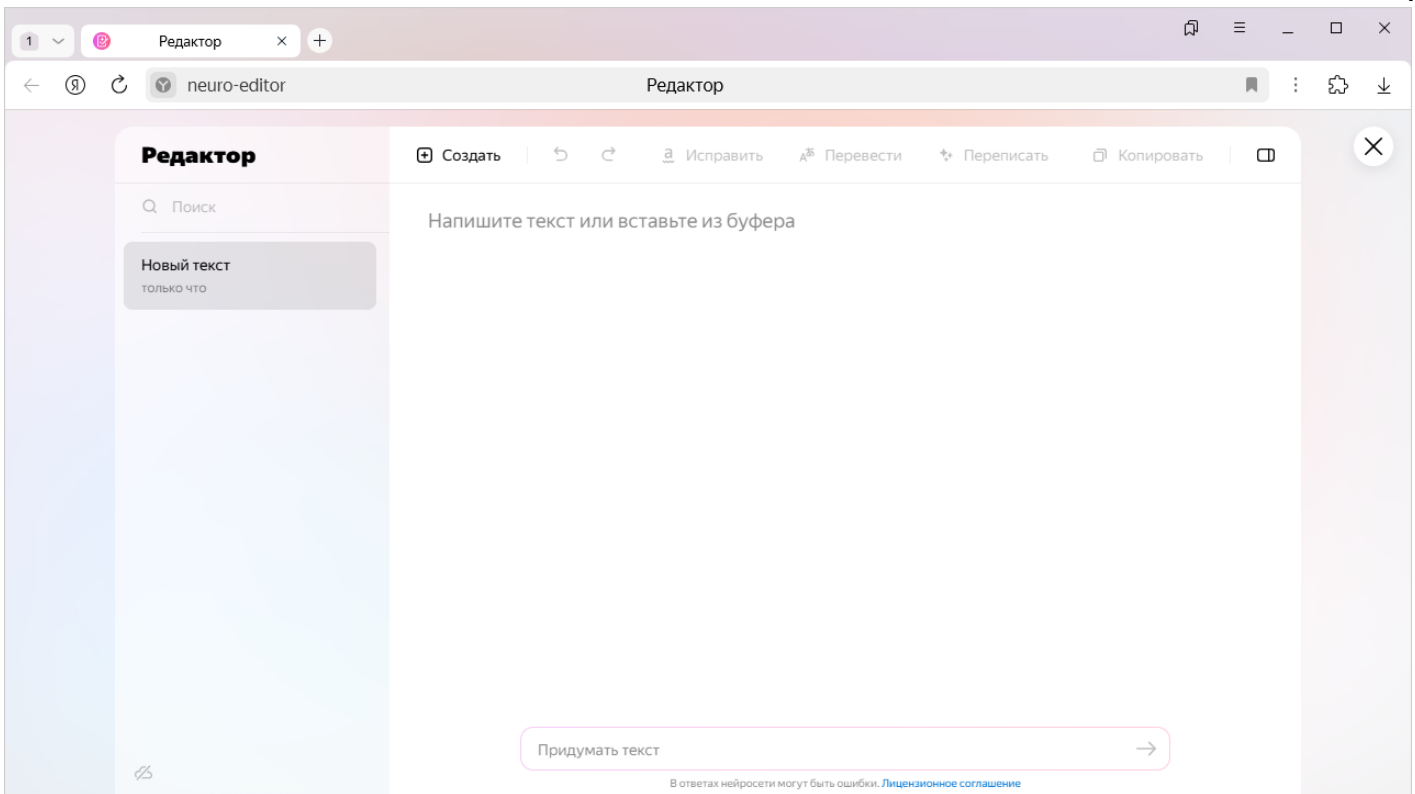 1 Редактор
neuro-editor Редактор
Редактор
Создать Исправить Перевести Переписать Копировать
Поиск
Напишите текст или вставьте из буфера
Новый текст
только что
Придумать текст
В ответах нейросети могут быть ошибки. Лицензионное соглашение